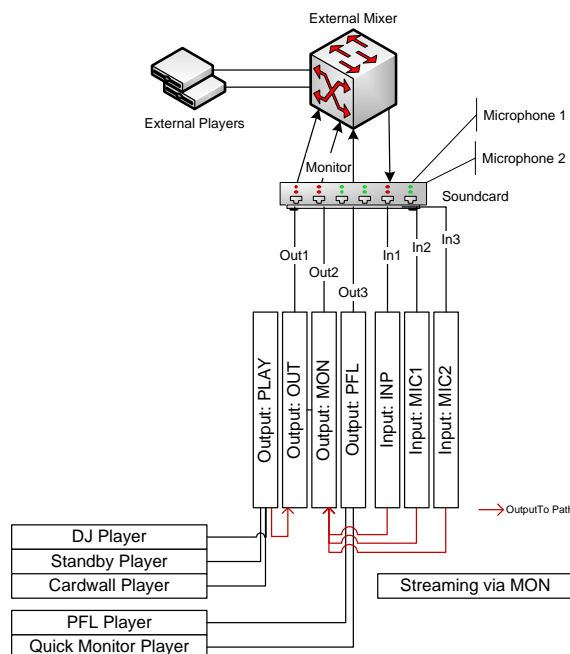 External Mixer
External Players
Microphone 1
Microphone 2
Monitor
Soundcard
Out1
Out2
Out3
In1
In2
In3
Output: PLAY
Output: OUT
Output: MON
Output: PFL
Input: INP
Input: MIC1
Input: MIC2
OutputTo Path
DJ Player
Standby Player
Cardwall Player
Streaming via MON
PFL Player
Quick Monitor Player